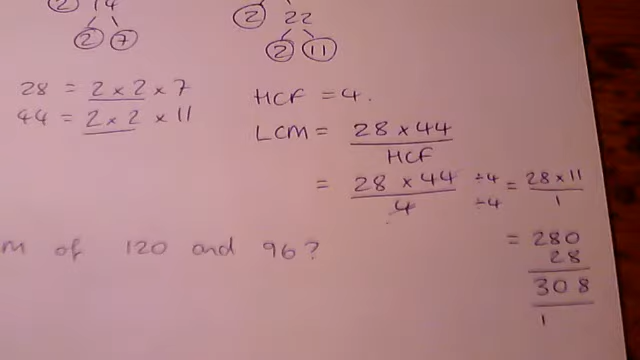 2 14
2 7
2 22
2 11
28 = 2 × 2 × 7
44 = 2 × 2 × 11
HCF = 4.
LCM = 28 × 44
HCF
= 28 × 44 ÷4 = 28 × 11
4 ÷4 1
= 280
28
308
1
M of 120 and 96?